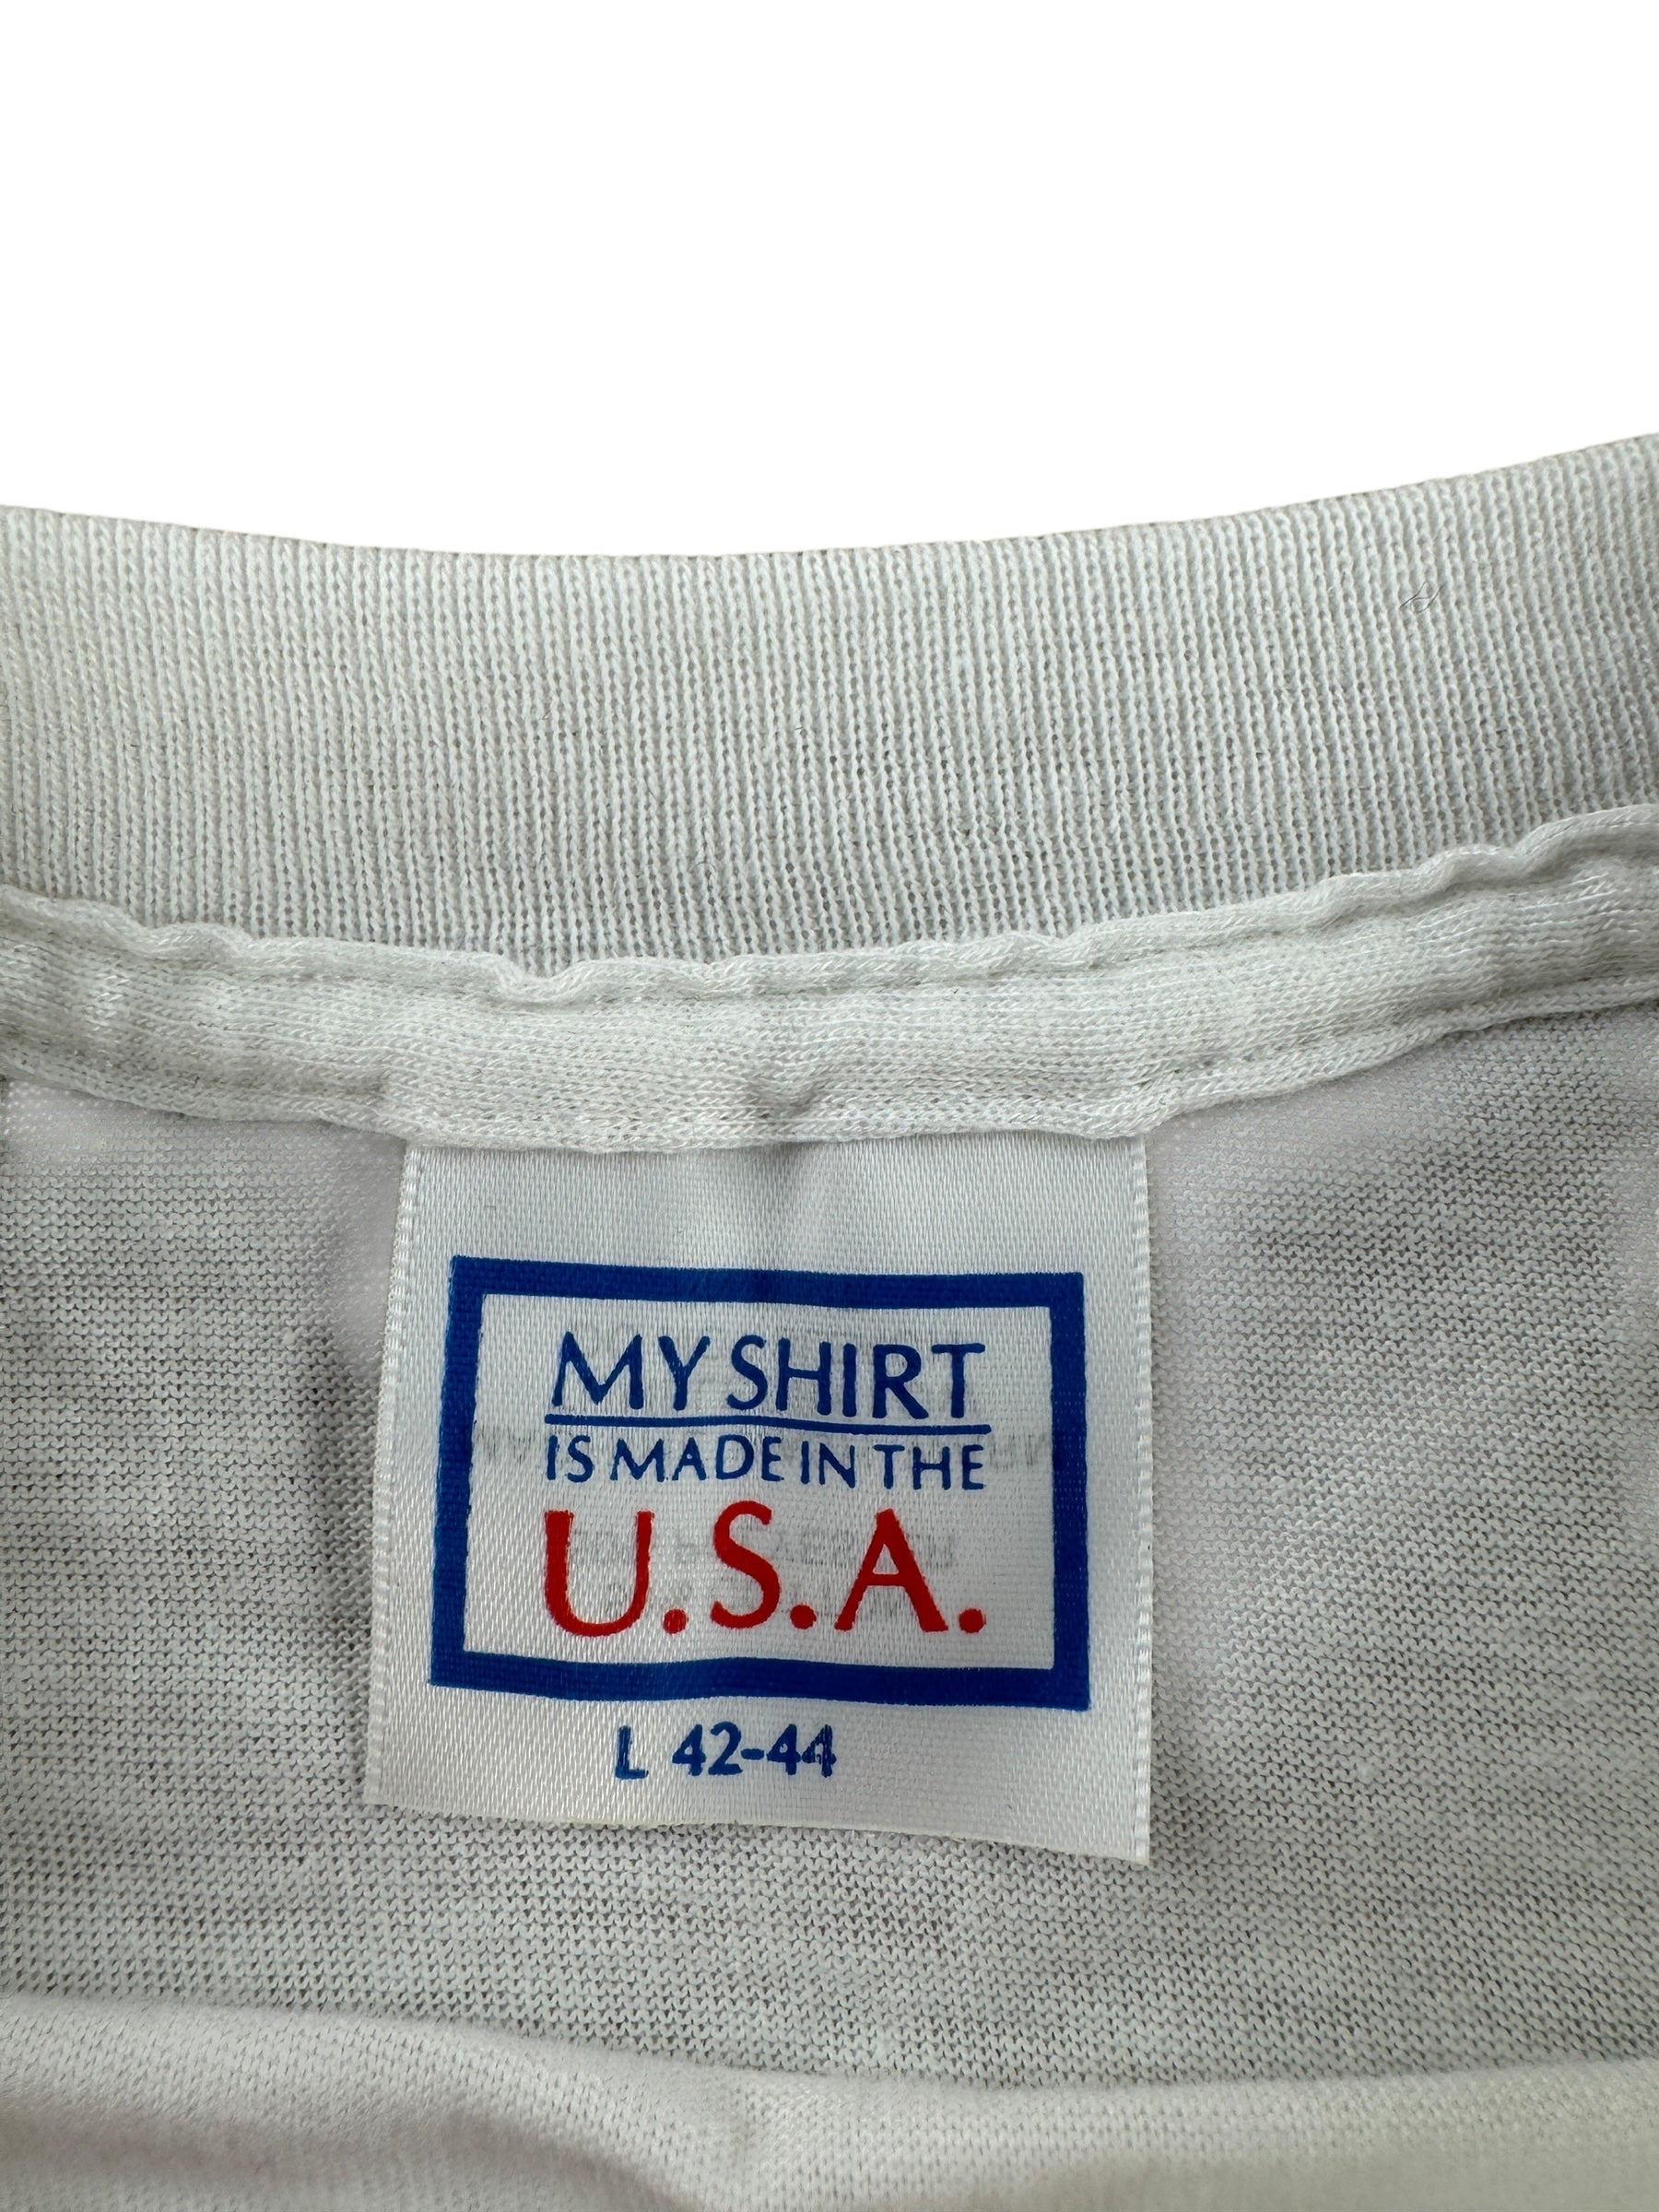 MY SHIRT
IS MADE IN THE
U.S.A.
L 42-44